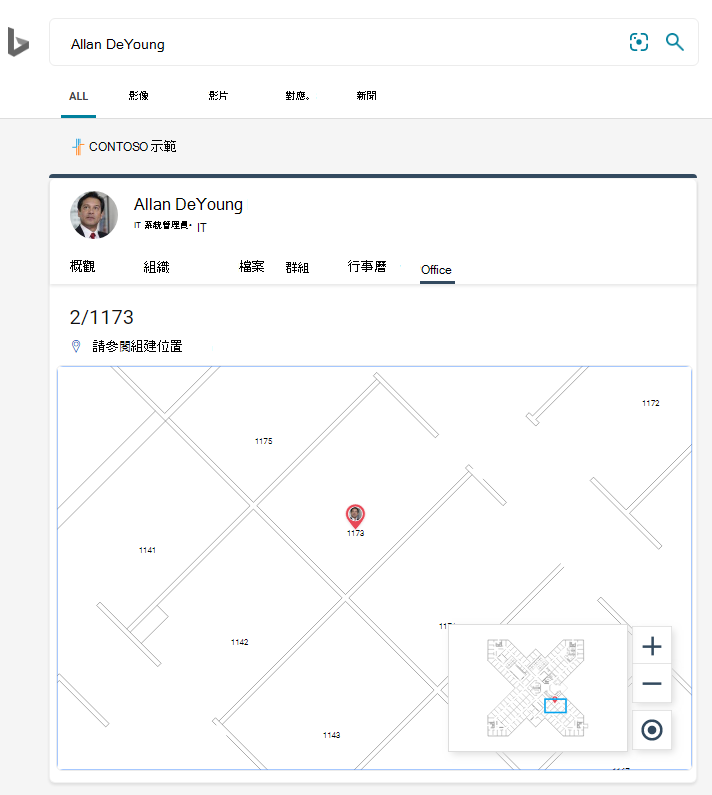 Allan DeYoung
ALL 影像 影片 對應。 新聞
CONTOSO 示範
Allan DeYoung
IT 系統管理員· IT
概觀 組織 檔案 群組 行事曆 Office
2/1173
請參閱組建位置
1172
1175
1173
1141
1142
1143